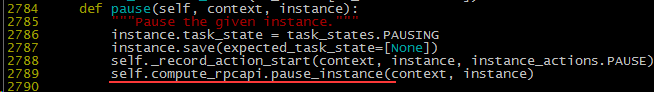 2784     def pause(self, context, instance):
2785         """Pause the given instance."""
2786         instance.task_state = task_states.PAUSING
2787         instance.save(expected_task_state=[None])
2788         self._record_action_start(context, instance, instance_actions.PAUSE)
2789         self.compute_rpcapi.pause_instance(context, instance)
2790